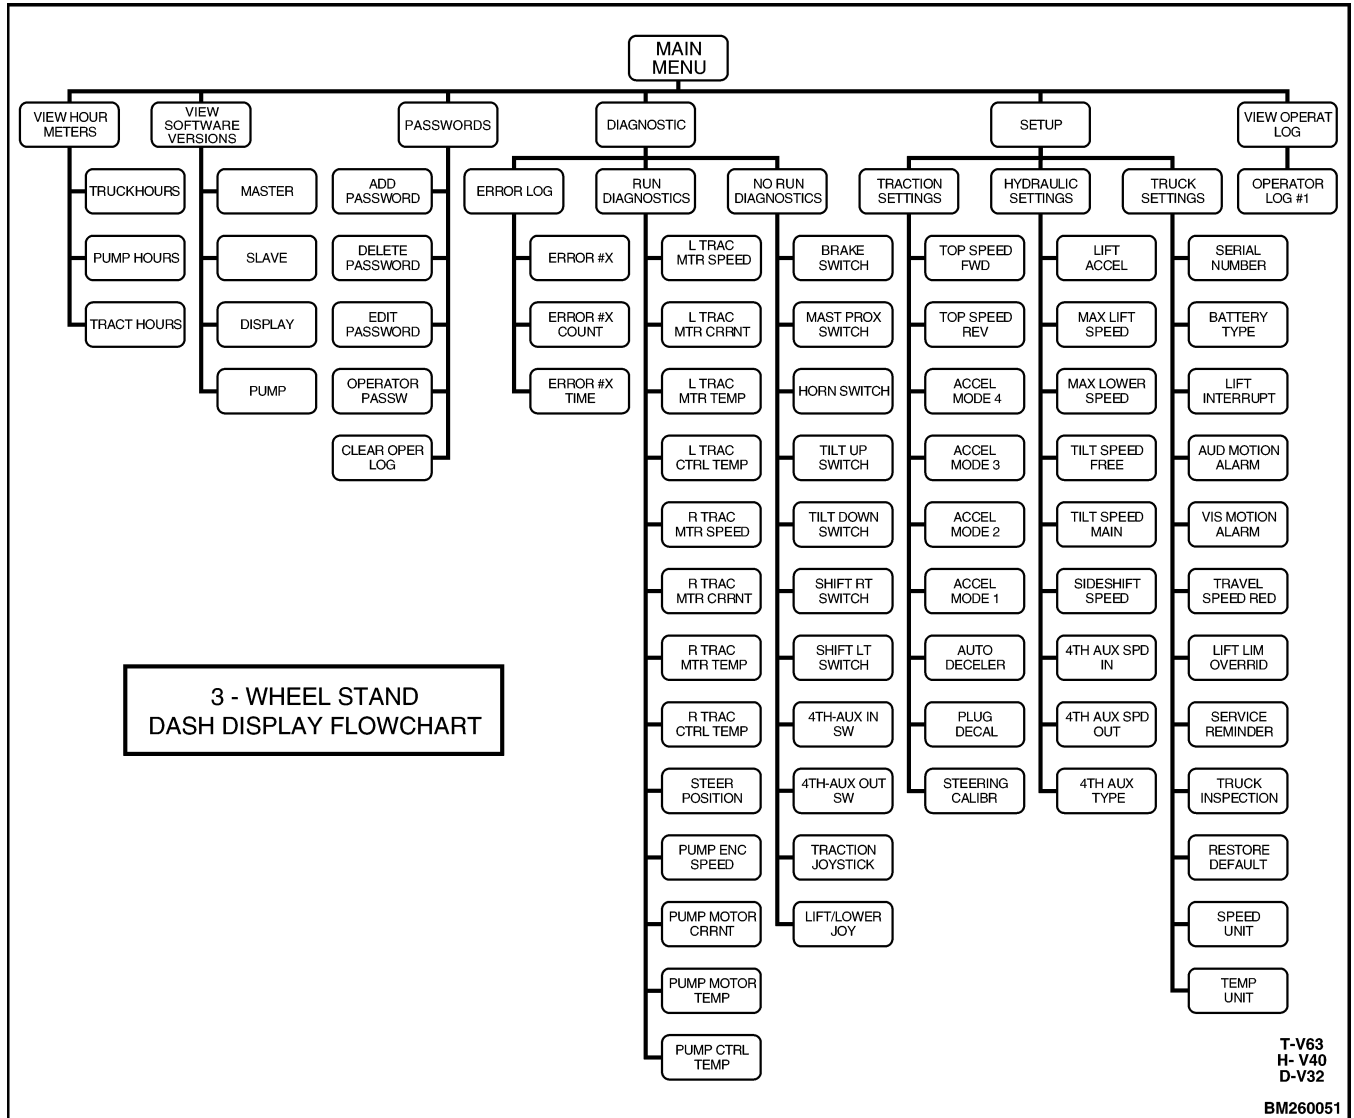 MAIN
MENU
VIEW HOUR
METERS
VIEW
SOFTWARE
VERSIONS
PASSWORDS
DIAGNOSTIC
SETUP
VIEW OPERAT
LOG
TRUCKHOURS
PUMP HOURS
TRACT HOURS
MASTER
SLAVE
DISPLAY
PUMP
ADD
PASSWORD
DELETE
PASSWORD
EDIT
PASSWORD
OPERATOR
PASSW
CLEAR OPER
LOG
ERROR LOG
ERROR #X
ERROR #X
COUNT
ERROR #X
TIME
RUN
DIAGNOSTICS
L TRAC
MTR SPEED
L TRAC
MTR CRRNT
L TRAC
MTR TEMP
L TRAC
CTRL TEMP
R TRAC
MTR SPEED
R TRAC
MTR CRRNT
R TRAC
MTR TEMP
R TRAC
CTRL TEMP
STEER
POSITION
PUMP ENC
SPEED
PUMP MOTOR
CRRNT
PUMP MOTOR
TEMP
PUMP CTRL
TEMP
NO RUN
DIAGNOSTICS
BRAKE
SWITCH
MAST PROX
SWITCH
HORN SWITCH
TILT UP
SWITCH
TILT DOWN
SWITCH
SHIFT RT
SWITCH
SHIFT LT
SWITCH
4TH-AUX IN
SW
4TH-AUX OUT
SW
TRACTION
JOYSTICK
LIFT/LOWER
JOY
TRACTION
SETTINGS
TOP SPEED
FWD
TOP SPEED
REV
ACCEL
MODE 4
ACCEL
MODE 3
ACCEL
MODE 2
ACCEL
MODE 1
AUTO
DECELER
PLUG
DECAL
STEERING
CALIBR
HYDRAULIC
SETTINGS
LIFT
ACCEL
MAX LIFT
SPEED
MAX LOWER
SPEED
TILT SPEED
FREE
TILT SPEED
MAIN
SIDESHIFT
SPEED
4TH AUX SPD
IN
4TH AUX SPD
OUT
4TH AUX
TYPE
TRUCK
SETTINGS
SERIAL
NUMBER
BATTERY
TYPE
LIFT
INTERRUPT
AUD MOTION
ALARM
VIS MOTION
ALARM
TRAVEL
SPEED RED
LIFT LIM
OVERRID
SERVICE
REMINDER
TRUCK
INSPECTION
RESTORE
DEFAULT
SPEED
UNIT
TEMP
UNIT
OPERATOR
LOG #1
3 - WHEEL STAND
DASH DISPLAY FLOWCHART
T-V63
H- V40
D-V32
BM260051